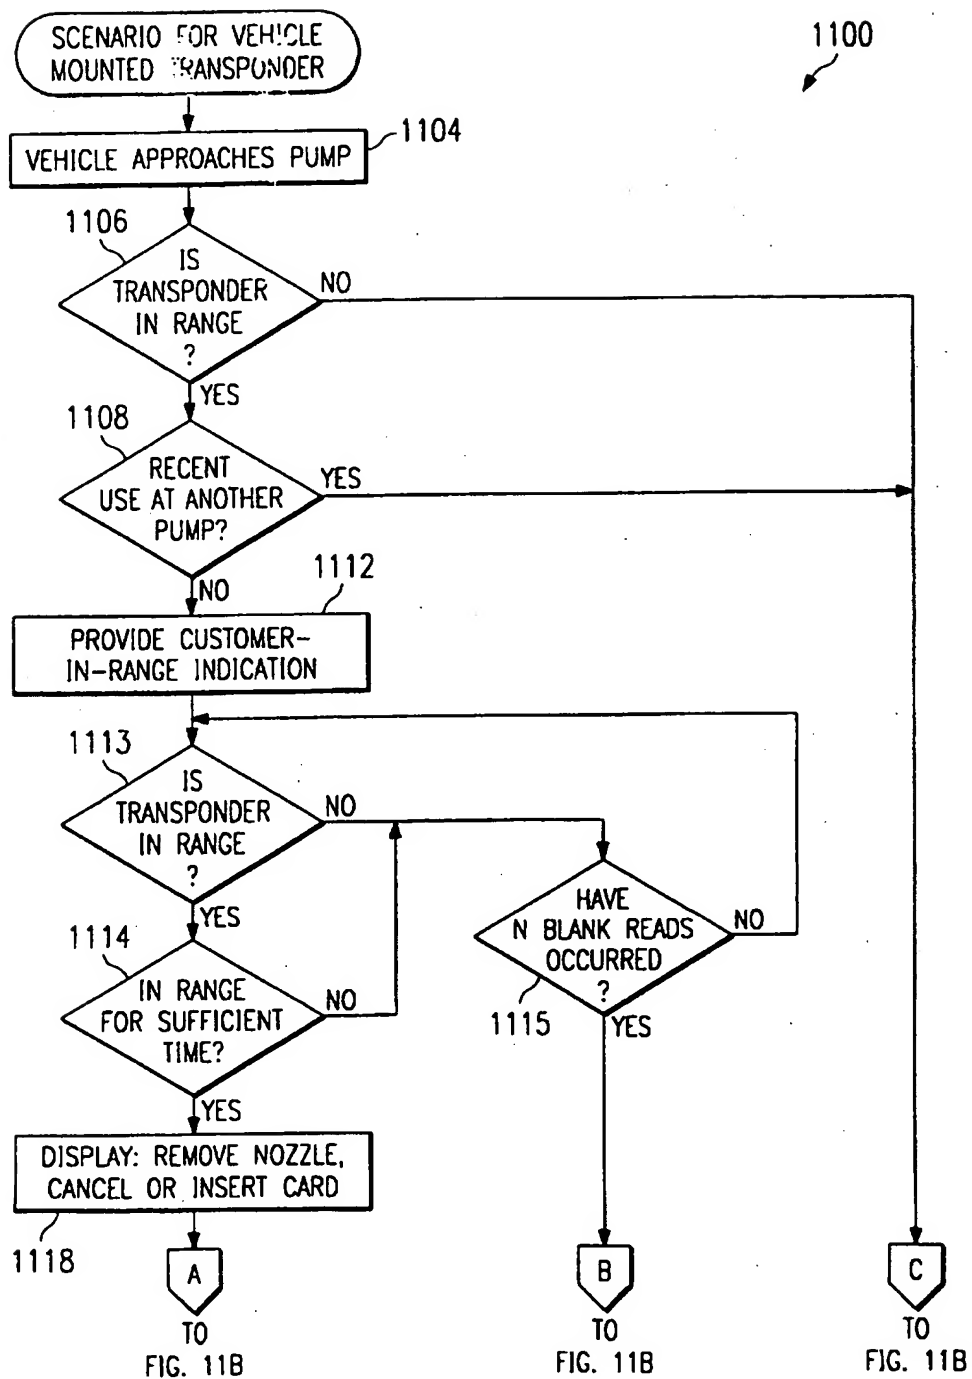 SCENARIO FOR VEHICLE
MOUNTED TRANSPONDER
1100
VEHICLE APPROACHES PUMP
1104
1106
IS
TRANSPONDER
IN RANGE
?
NO
YES
1108
RECENT
USE AT ANOTHER
PUMP?
YES
NO
1112
PROVIDE CUSTOMER-
IN-RANGE INDICATION
1113
IS
TRANSPONDER
IN RANGE
?
NO
YES
1114
IN RANGE
FOR SUFFICIENT
TIME?
NO
YES
HAVE
N BLANK READS
OCCURRED
?
NO
1115
YES
DISPLAY: REMOVE NOZZLE,
CANCEL OR INSERT CARD
1118
A
TO
FIG. 11B
B
TO
FIG. 11B
C
TO
FIG. 11B